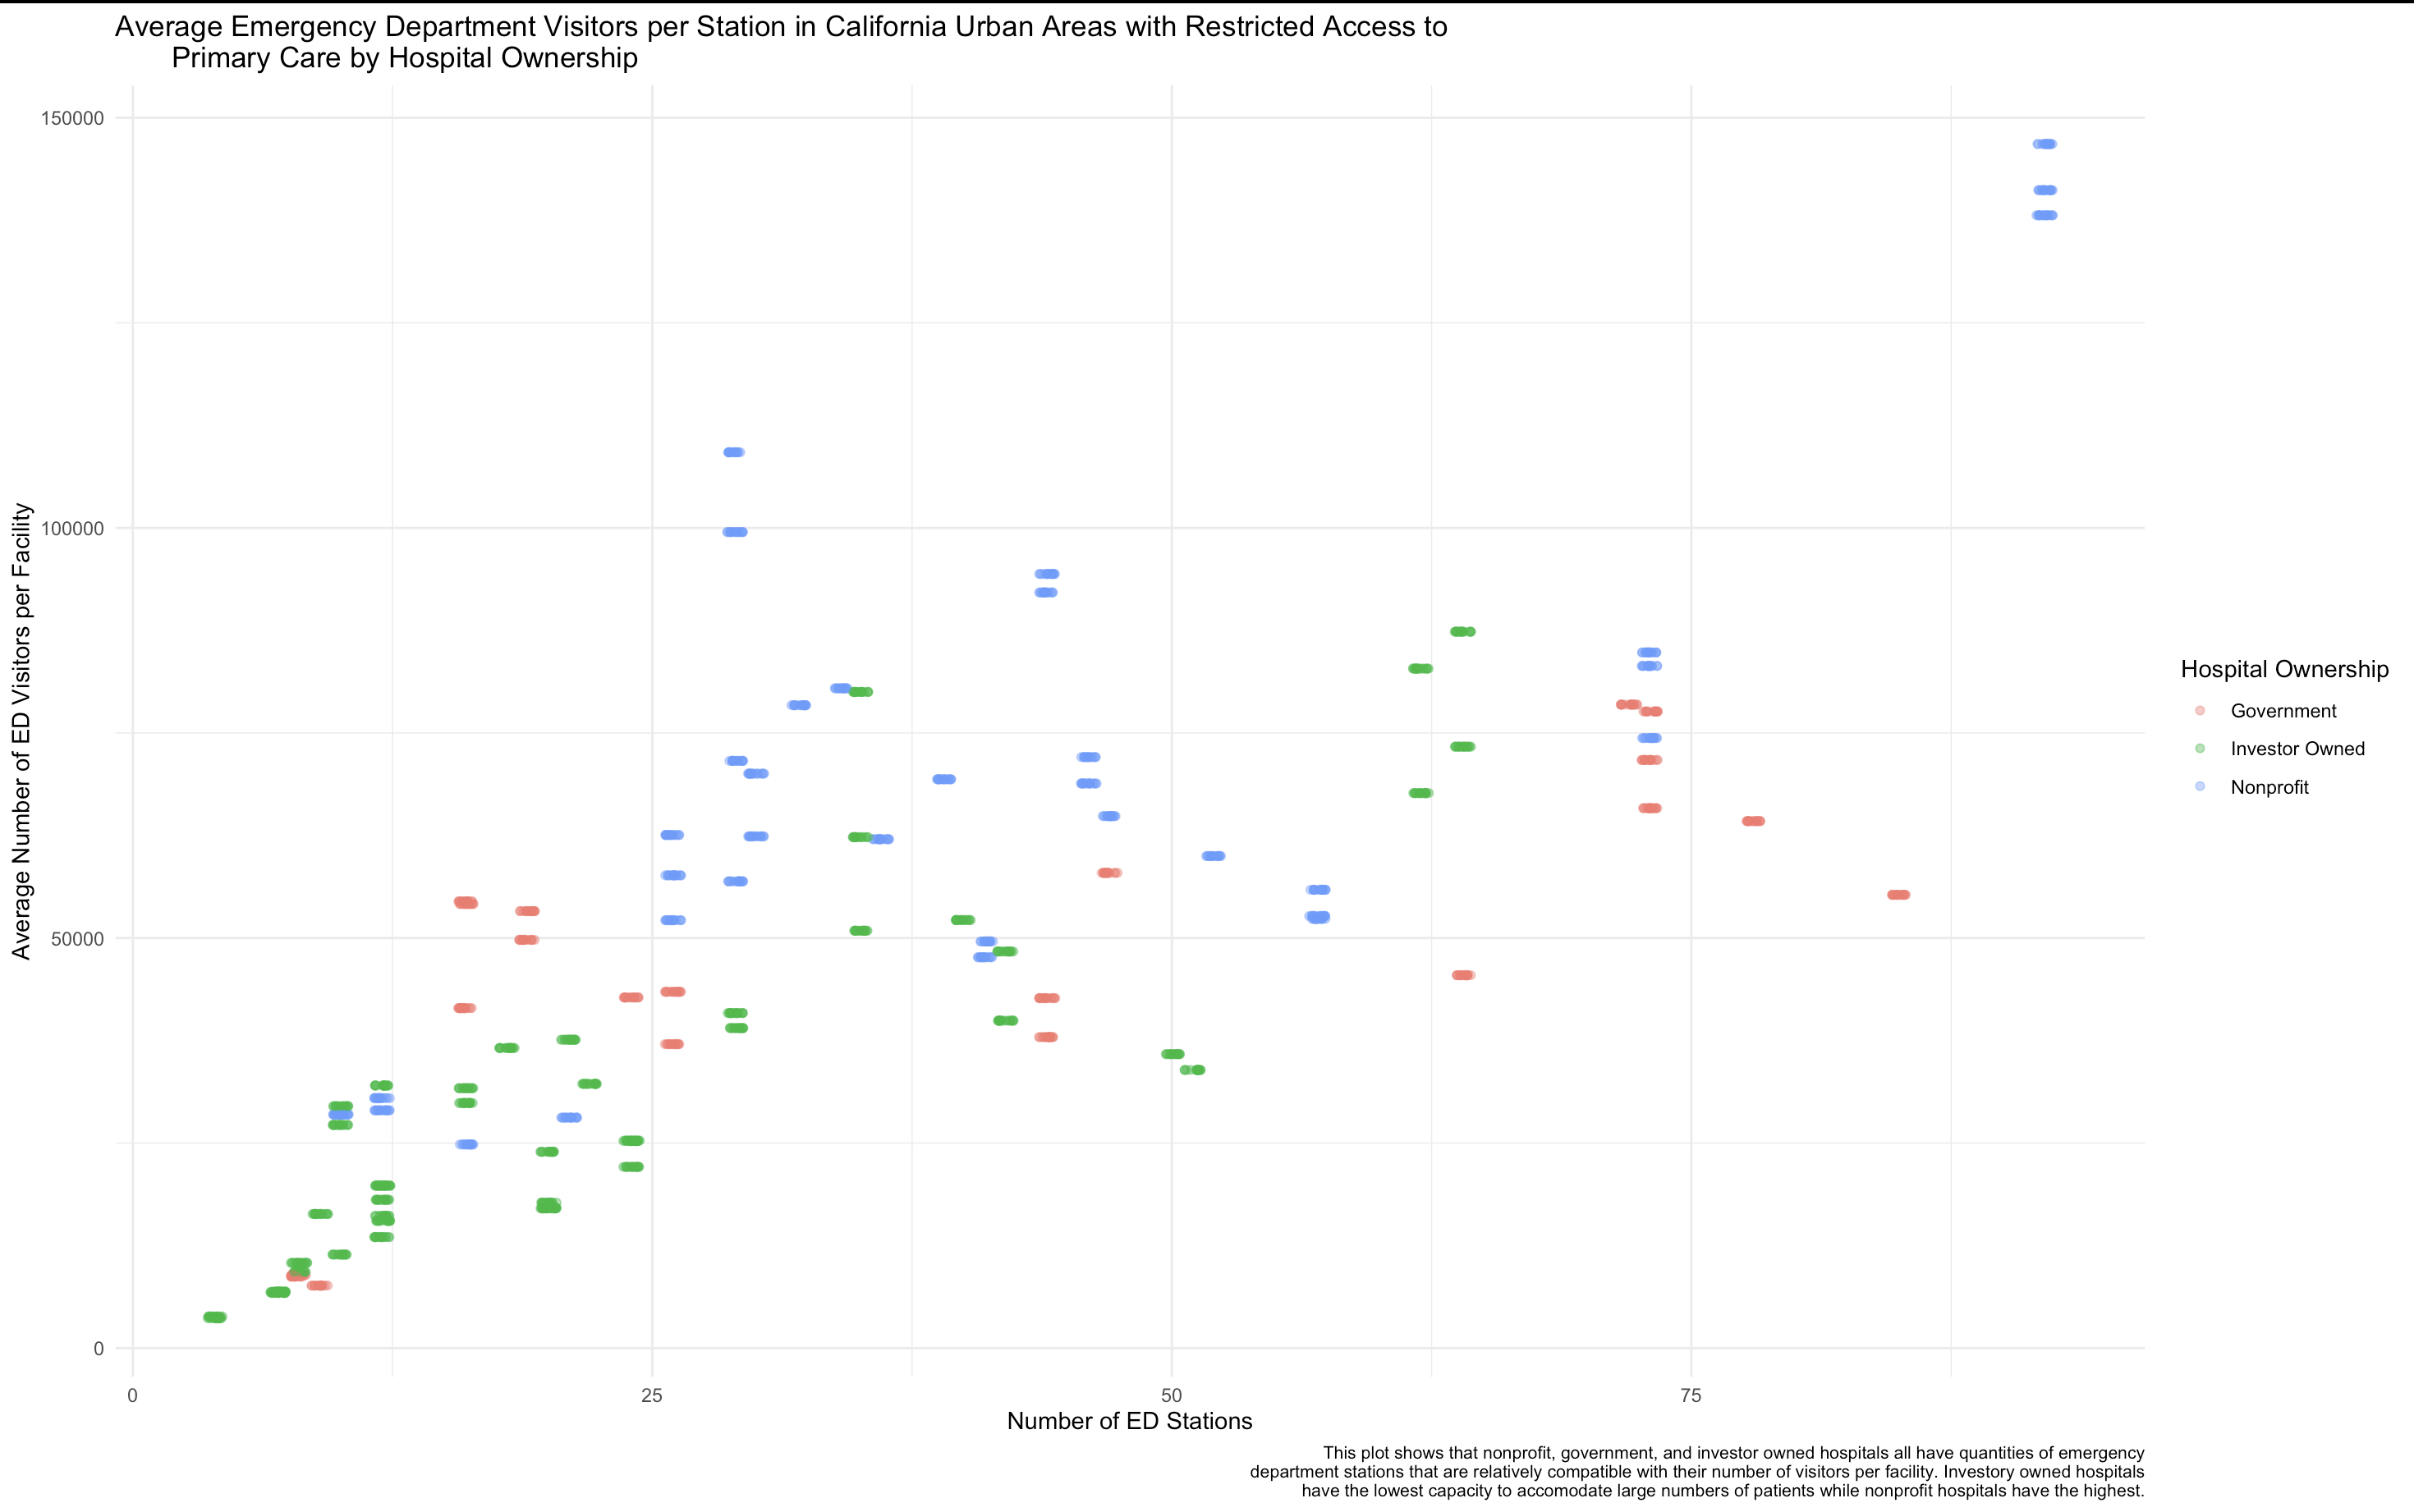 Average Emergency Department Visitors per Station in California Urban Areas with Restricted Access to
Primary Care by Hospital Ownership
150000
100000
50000
0
Average Number of ED Visitors per Facility
0
25
50
75
Number of ED Stations
Hospital Ownership
Government
Investor Owned
Nonprofit
This plot shows that nonprofit, government, and investor owned hospitals all have quantities of emergency
department stations that are relatively compatible with their number of visitors per facility. Investory owned hospitals
have the lowest capacity to accomodate large numbers of patients while nonprofit hospitals have the highest.